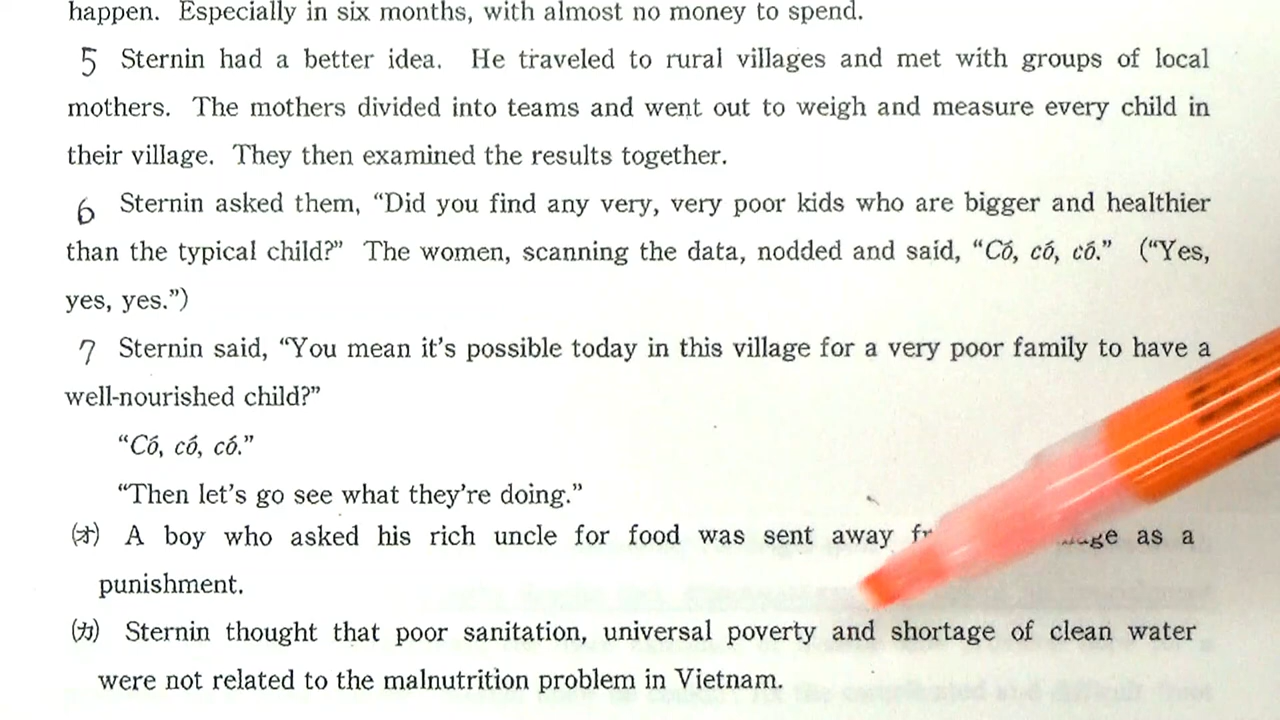 happen. Especially in six months, with almost no money to spend.
5 Sternin had a better idea. He traveled to rural villages and met with groups of local
mothers. The mothers divided into teams and went out to weigh and measure every child in
their village. They then examined the results together.
6 Sternin asked them, “Did you find any very, very poor kids who are bigger and healthier
than the typical child?” The women, scanning the data, nodded and said, “Có, có, có.” (“Yes,
yes, yes.”)
7 Sternin said, “You mean it’s possible today in this village for a very poor family to have a
well-nourished child?”
“Có, có, có.”
“Then let’s go see what they’re doing.”
(オ) A boy who asked his rich uncle for food was sent away as a
punishment.
(カ) Sternin thought that poor sanitation, universal poverty and shortage of clean water
were not related to the malnutrition problem in Vietnam.